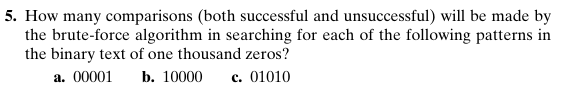 5. How many comparisons (both successful and unsuccessful) will be made by
the brute-force algorithm in searching for each of the following patterns in
the binary text of one thousand zeros?
a. 00001 b. 10000 c. 01010